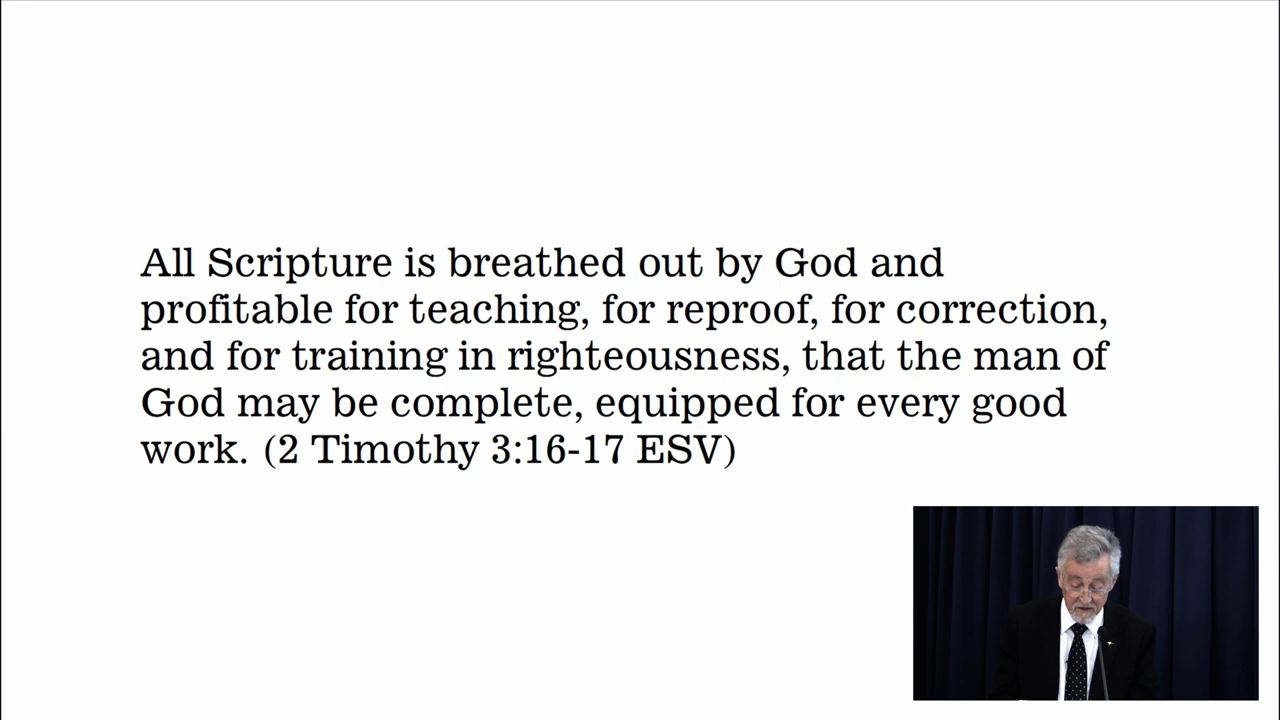 All Scripture is breathed out by God and
profitable for teaching, for reproof, for correction,
and for training in righteousness, that the man of
God may be complete, equipped for every good
work. (2 Timothy 3:16-17 ESV)